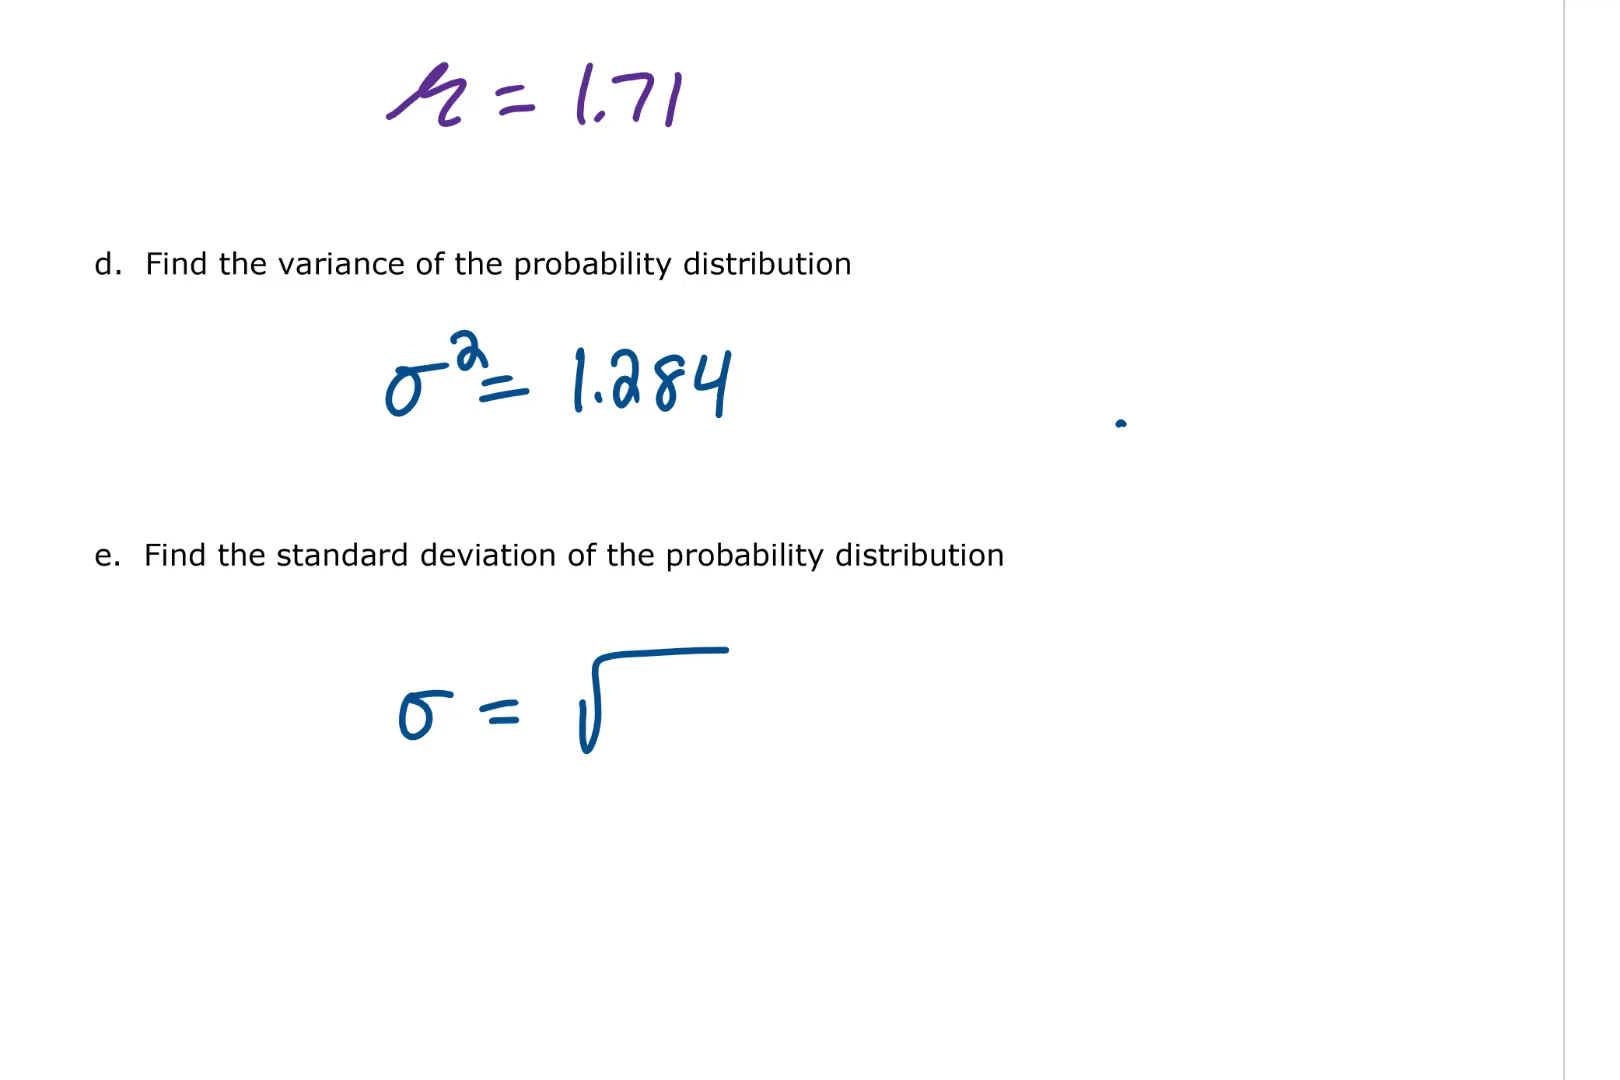 μ = 1.71
d. Find the variance of the probability distribution
σ² = 1.284
e. Find the standard deviation of the probability distribution
σ = √